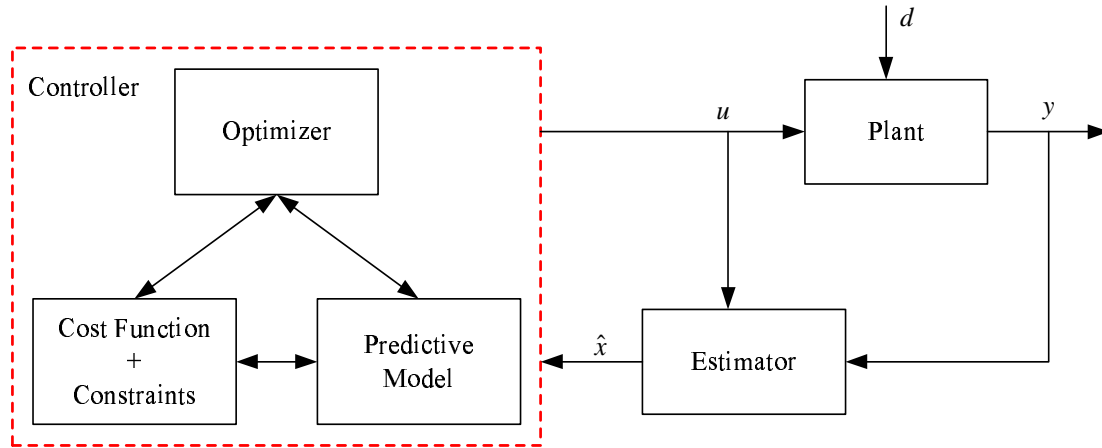 Controller
Optimizer
Cost Function
+
Constraints
Predictive
Model
u
d
Plant
y
Estimator
x̂